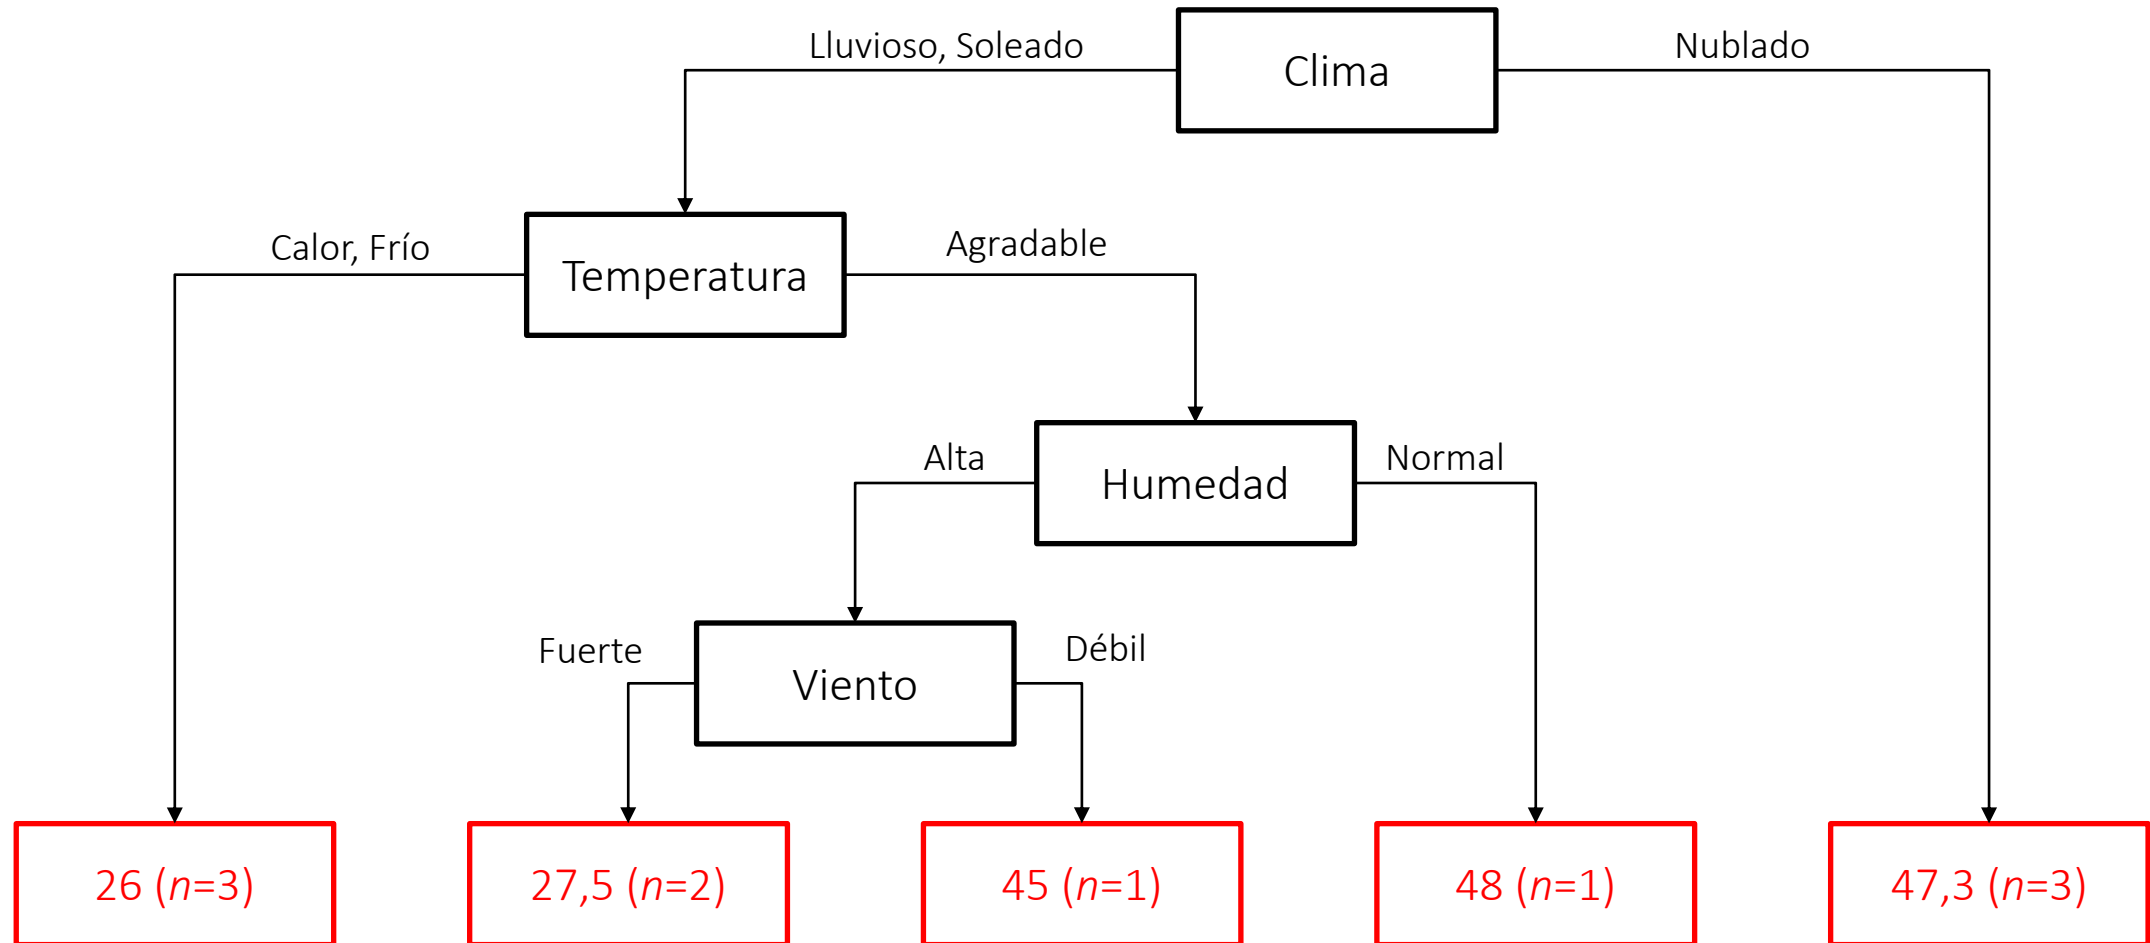 Lluvioso, Soleado
Clima
Nublado
Calor, Frío
Temperatura
Agradable
Alta
Humedad
Normal
Fuerte
Viento
Débil
26 (n=3)
27,5 (n=2)
45 (n=1)
48 (n=1)
47,3 (n=3)